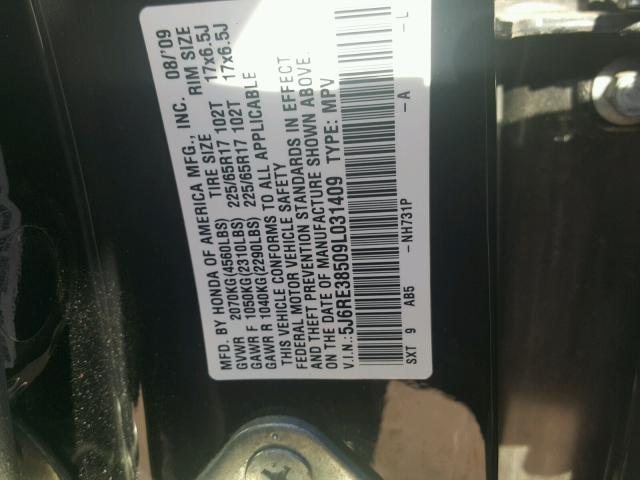 MFD. BY HONDA OF AMERICA MFG., INC. 08/'09
TIRE SIZE RIM SIZE
GVWR 2070KG(4560LBS) 225/65R17 102T 17x6.5J
GAWR F 1050KG(2310LBS) 225/65R17 102T 17x6.5J
GAWR R 1040KG(2290LBS)
THIS VEHICLE CONFORMS TO ALL APPLICABLE
FEDERAL MOTOR VEHICLE SAFETY
AND THEFT PREVENTION STANDARDS IN EFFECT
ON THE DATE OF MANUFACTURE SHOWN ABOVE.
V.I.N.:5J6RE38509L031409 TYPE: MPV
SXT 9 AB5 -NH731P -A -L